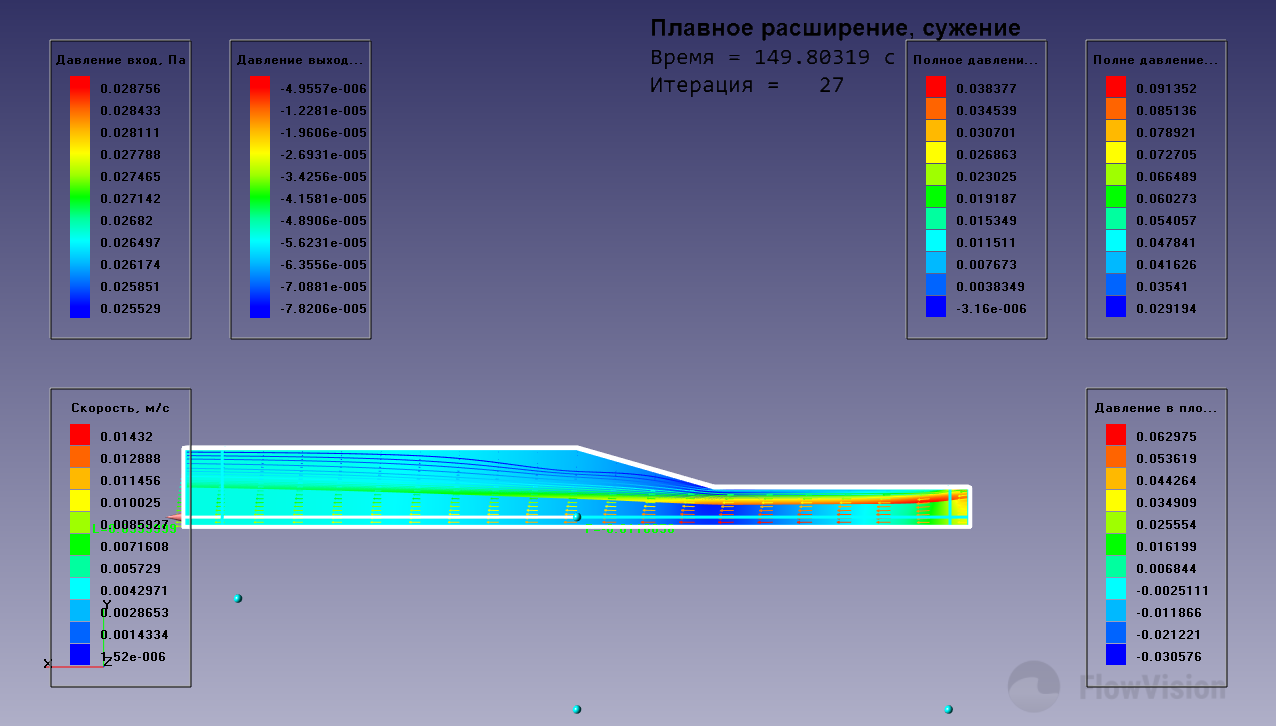 Плавное расширение, сужение
Время = 149.80319 с
Итерация = 27
Давление вход, Па
0.028756
0.028433
0.028111
0.027788
0.027465
0.027142
0.02682
0.026497
0.026174
0.025851
0.025529
Давление выход...
-4.9557e-006
-1.2281e-005
-1.9606e-005
-2.6931e-005
-3.4256e-005
-4.1581e-005
-4.8906e-005
-5.6231e-005
-6.3556e-005
-7.0881e-005
-7.8206e-005
Полное давлени...
0.038377
0.034539
0.030701
0.026863
0.023025
0.019187
0.015349
0.011511
0.007673
0.0038349
-3.16e-006
Полне давление...
0.091352
0.085136
0.078921
0.072705
0.066489
0.060273
0.054057
0.047841
0.041626
0.03541
0.029194
Скорость, м/с
0.01432
0.012888
0.011456
0.010025
0.0085927
0.0071608
0.005729
0.0042971
0.0028653
0.0014334
1.52e-006
Y
X
Z
Давление в пло...
0.062975
0.053619
0.044264
0.034909
0.025554
0.016199
0.006844
-0.0025111
-0.011866
-0.021221
-0.030576
FlowVision